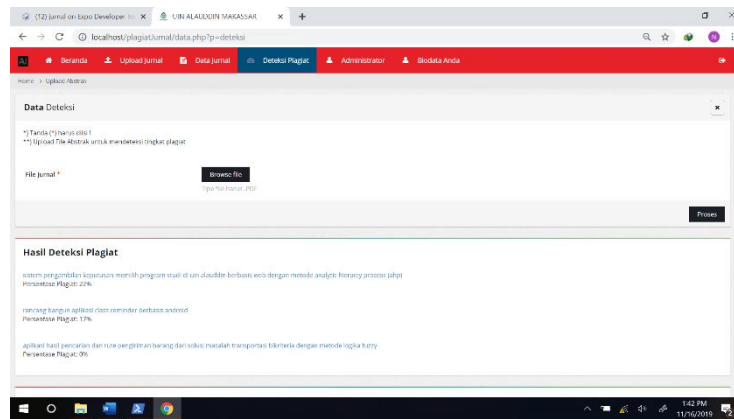 (12) jurnal on Expo Developer
UIN ALAUDDIN MAKASSAR
localhost/plagiatJurnal/data.php?p=deteksi
Beranda Upload Jurnal Data Jurnal Deteksi Plagiat Administrator Biodata Anda
Home > Upload Abstrak
Data Deteksi
*) Tanda (*) harus diisi !
**) Upload File Abstrak untuk mendeteksi tingkat plagiat
File Jurnal *
Browse file
Tipe file harus .PDF
Proses
Hasil Deteksi Plagiat
sistem pengambilan keputusan memilih program studi di uin alauddin berbasis web dengan metode analytic hierarcy process (ahp)
Persentase Plagiat: 22%
rancang bangun aplikasi class reminder berbasis android
Persentase Plagiat: 17%
aplikasi hasil pencarian dan rute pengiriman barang dari solusi masalah transportasi bikriteria dengan metode logika fuzzy
Persentase Plagiat: 0%
1:42 PM
11/16/2019